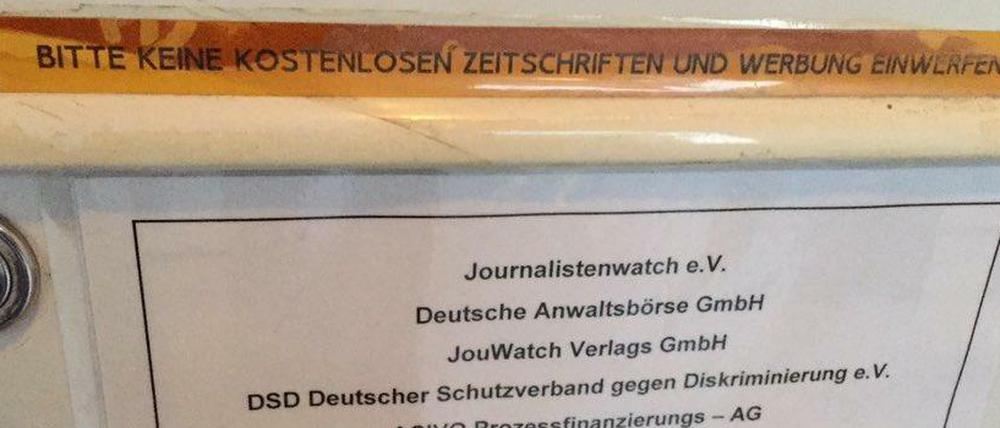 BITTE KEINE KOSTENLOSEN ZEITSCHRIFTEN UND WERBUNG EINWERFEN
Journalistenwatch e.V.
Deutsche Anwaltsbörse GmbH
JouWatch Verlags GmbH
DSD Deutscher Schutzverband gegen Diskriminierung e.V.
Prozessfinanzierungs – AG